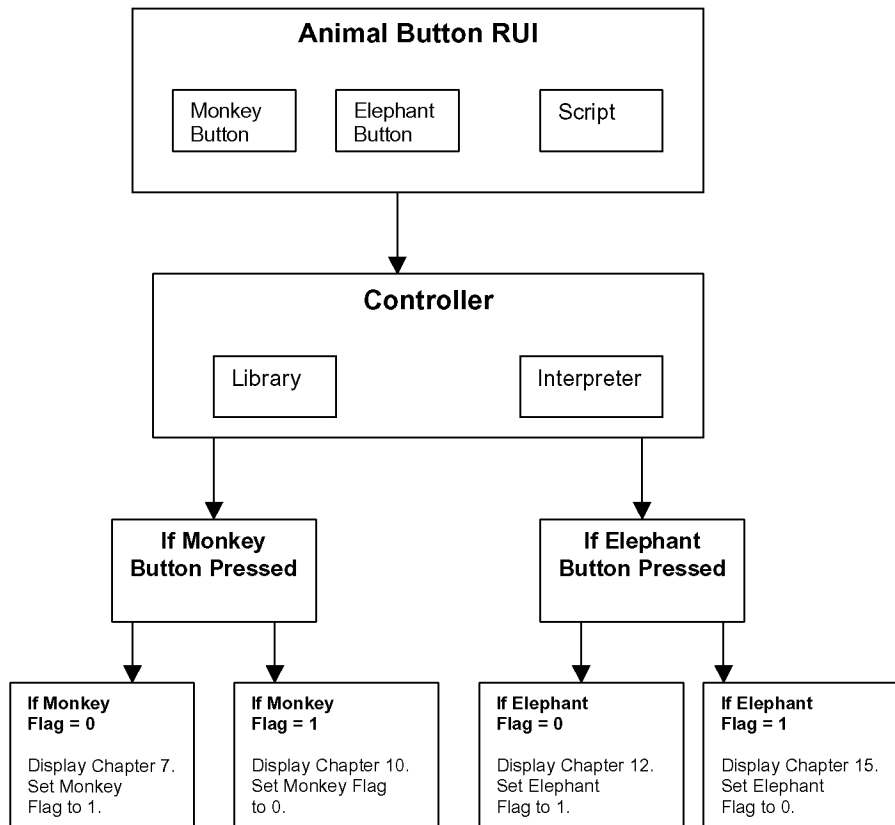 Animal Button RUI
Monkey
Button
Elephant
Button
Script
Controller
Library
Interpreter
If Monkey
Button Pressed
If Elephant
Button Pressed
If Monkey
Flag = 0
Display Chapter 7.
Set Monkey
Flag to 1.
If Monkey
Flag = 1
Display Chapter 10.
Set Monkey Flag
to 0.
If Elephant
Flag = 0
Display Chapter 12.
Set Elephant
Flag to 1.
If Elephant
Flag = 1
Display Chapter 15.
Set Elephant
Flag to 0.